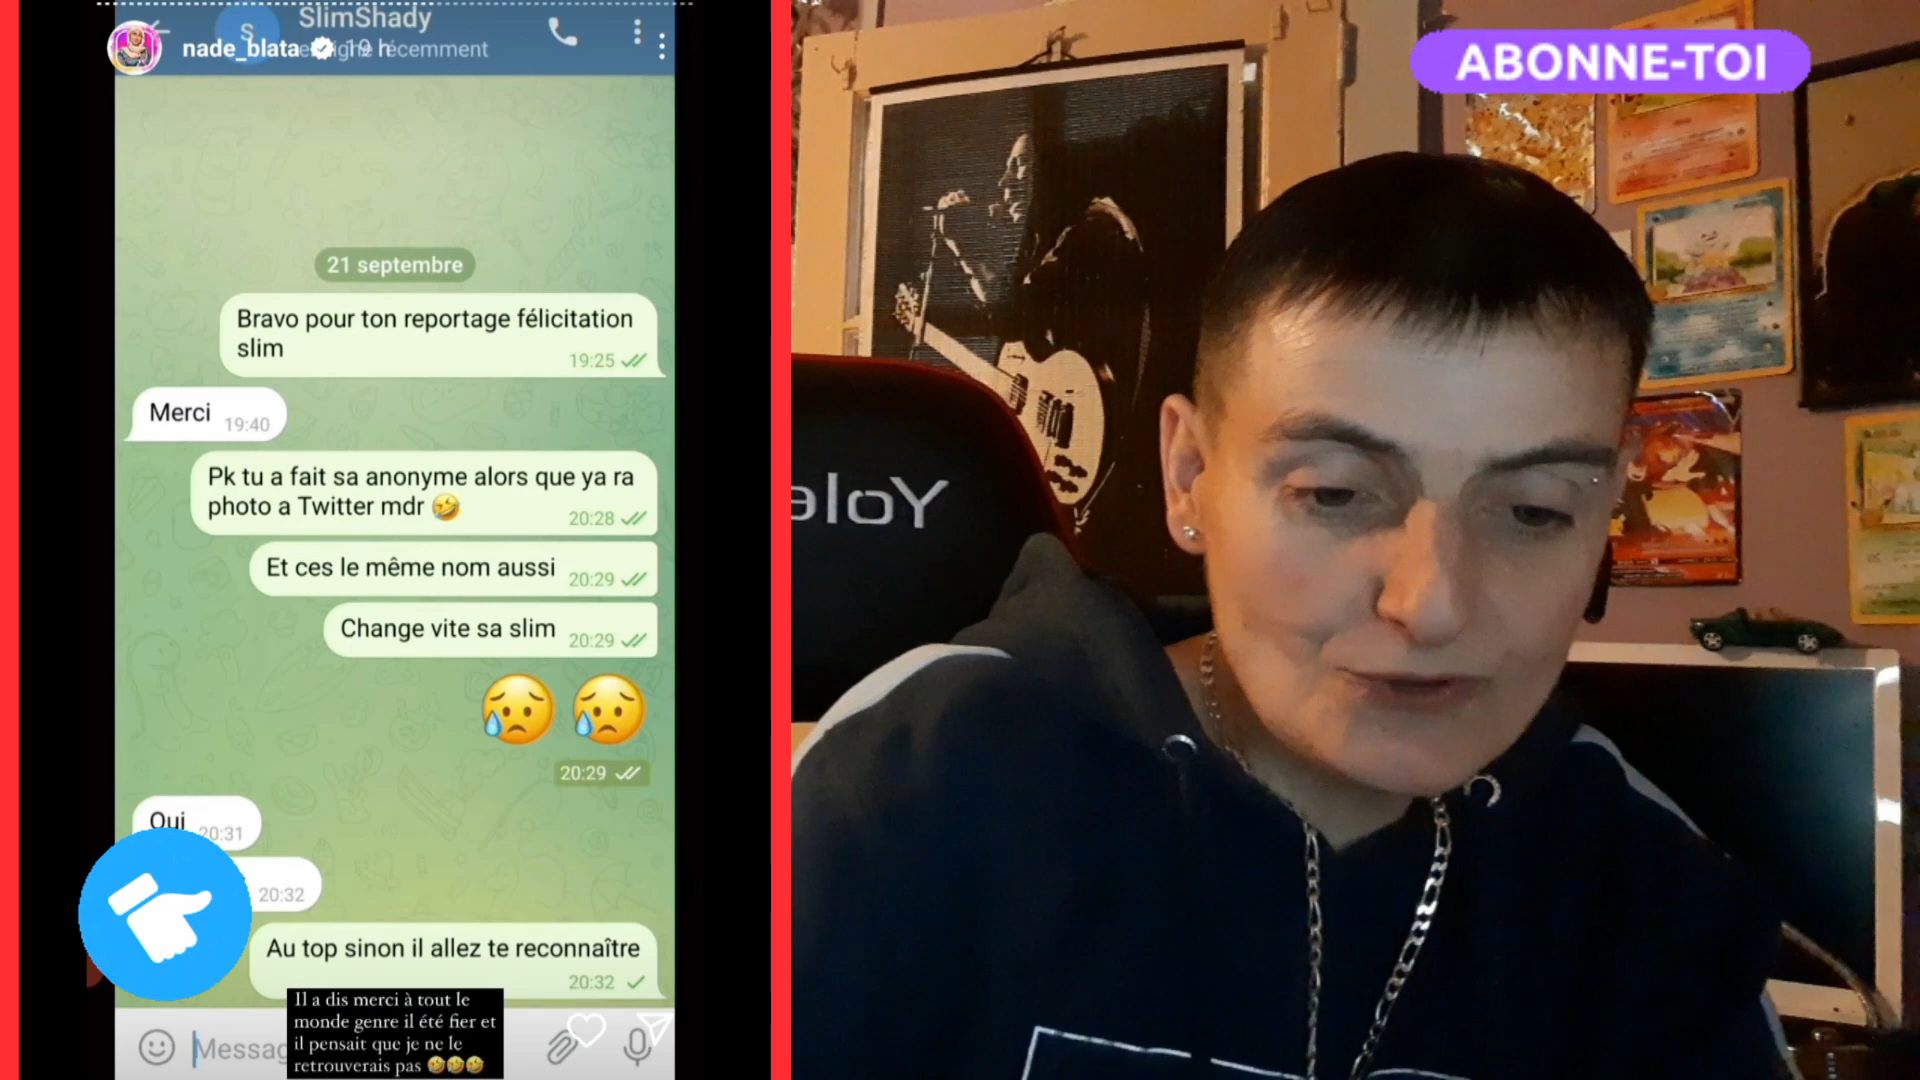 SlimShady
nade_blata 19 h
récemment
ABONNE-TOI
21 septembre
Bravo pour ton reportage félicitation
slim
19:25
Merci 19:40
Pk tu a fait sa anonyme alors que ya ra
photo a Twitter mdr 🤣
20:28
Et ces le même nom aussi 20:29
Change vite sa slim 20:29
😥 😥
20:29
Oui 20:31
20:32
Au top sinon il allez te reconnaître
20:32
Il a dis merci à tout le
monde genre il été fier et
il pensait que je ne le
retrouverais pas 🤣🤣🤣